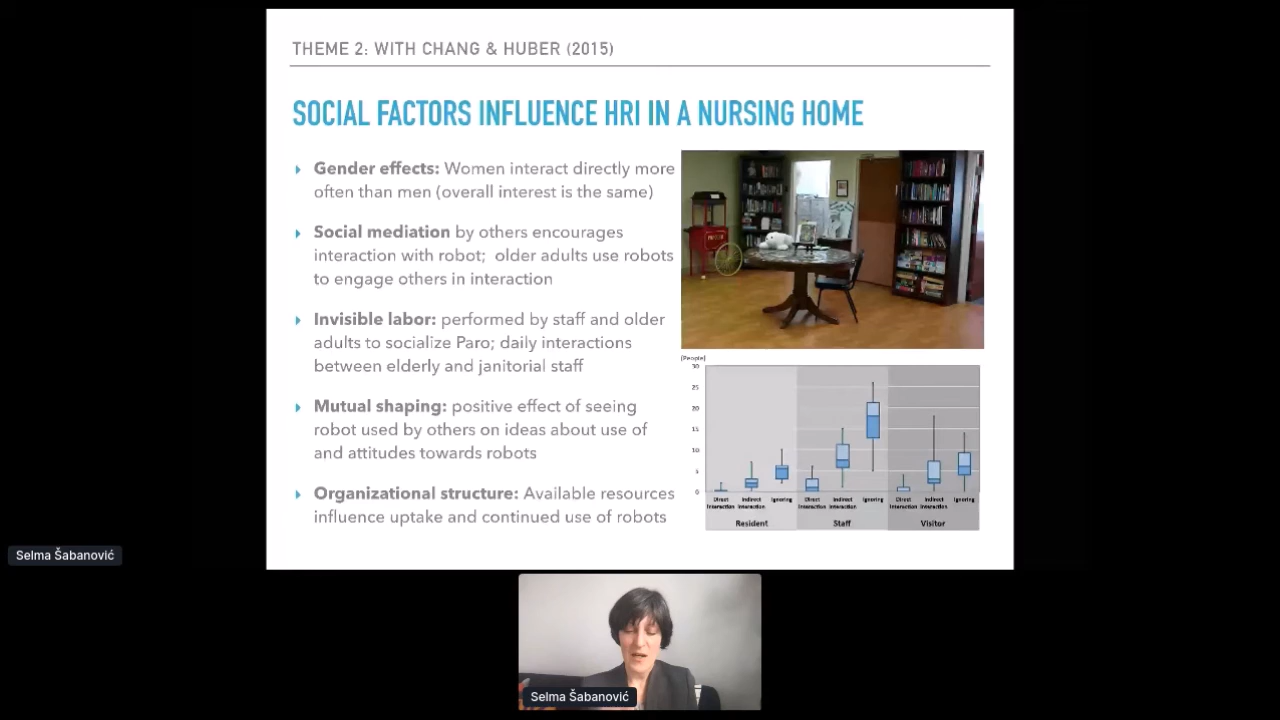 THEME 2: WITH CHANG & HUBER (2015)
SOCIAL FACTORS INFLUENCE HRI IN A NURSING HOME
Gender effects: Women interact directly more
often than men (overall interest is the same)
Social mediation by others encourages
interaction with robot; older adults use robots
to engage others in interaction
Invisible labor: performed by staff and older
adults to socialize Paro; daily interactions
between elderly and janitorial staff
Mutual shaping: positive effect of seeing
robot used by others on ideas about use of
and attitudes towards robots
Organizational structure: Available resources
influence uptake and continued use of robots
(People)
30
25
20
15
10
5
0
Direct Indirect Ignoring Direct Indirect Ignoring Direct Indirect Ignoring
Interaction Interaction Interaction Interaction Interaction Interaction
Resident Staff Visitor
Selma Šabanović
Selma Šabanović